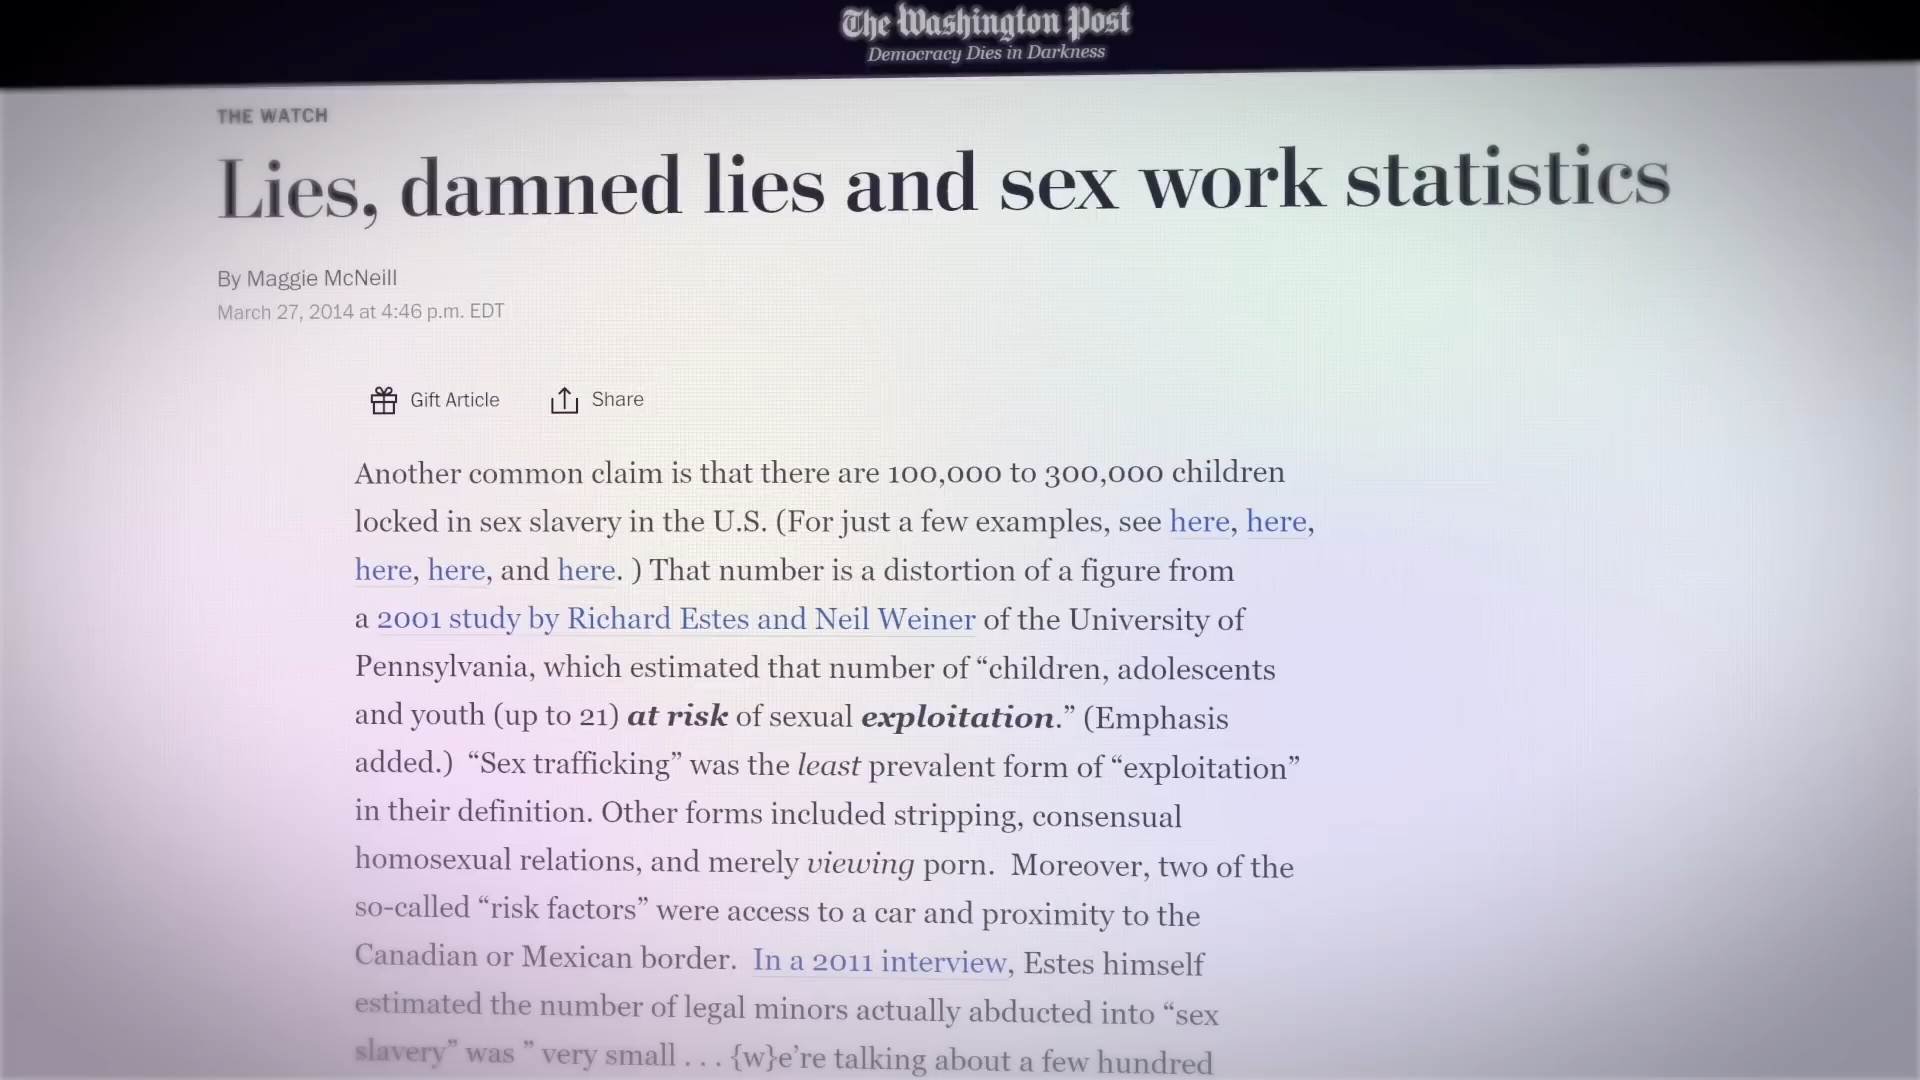 The Washington Post
Democracy Dies in Darkness
THE WATCH
Lies, damned lies and sex work statistics
By Maggie McNeill
March 27, 2014 at 4:46 p.m. EDT
Gift Article Share
Another common claim is that there are 100,000 to 300,000 children
locked in sex slavery in the U.S. (For just a few examples, see here, here,
here, here, and here. ) That number is a distortion of a figure from
a 2001 study by Richard Estes and Neil Weiner of the University of
Pennsylvania, which estimated that number of “children, adolescents
and youth (up to 21) at risk of sexual exploitation.” (Emphasis
added.) “Sex trafficking” was the least prevalent form of “exploitation”
in their definition. Other forms included stripping, consensual
homosexual relations, and merely viewing porn. Moreover, two of the
so-called “risk factors” were access to a car and proximity to the
Canadian or Mexican border. In a 2011 interview, Estes himself
estimated the number of legal minors actually abducted into “sex
slavery” was ” very small . . . {w}e’re talking about a few hundred